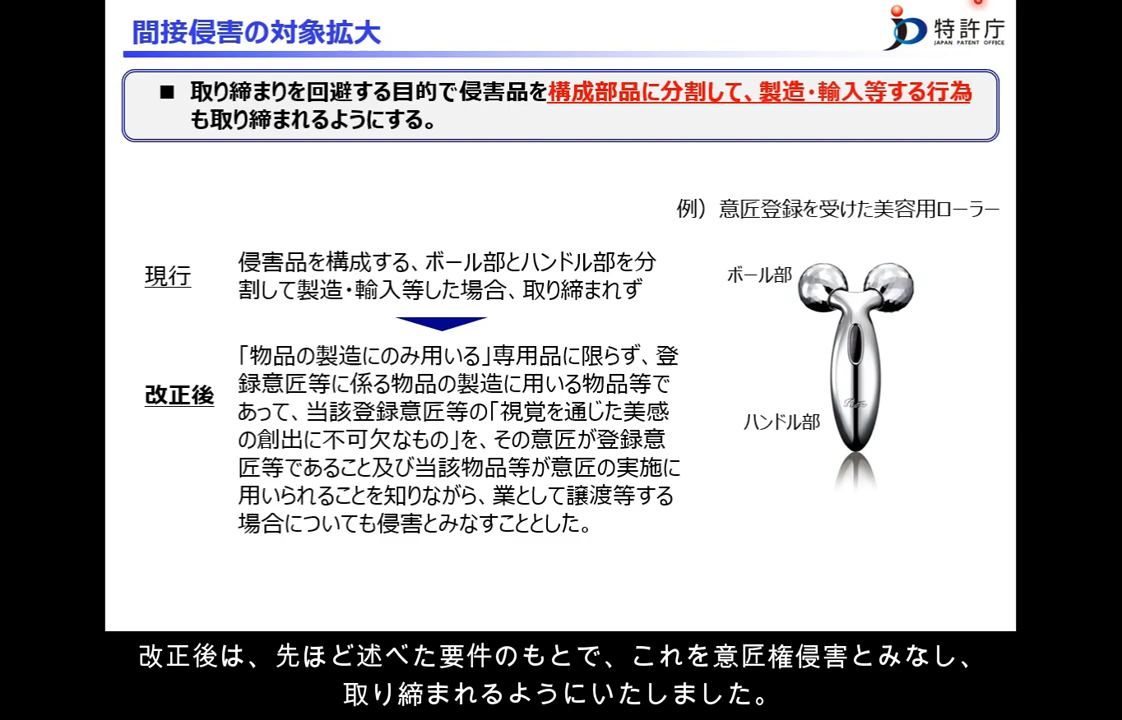 間接侵害の対象拡大
特許庁
JAPAN PATENT OFFICE
■ 取り締まりを回避する目的で侵害品を構成部品に分割して、製造・輸入等する行為
も取り締まれるようにする。
例）意匠登録を受けた美容用ローラー
現行
侵害品を構成する、ボール部とハンドル部を分
割して製造・輸入等した場合、取り締まれず
ボール部
改正後
「物品の製造にのみ用いる」専用品に限らず、登
録意匠等に係る物品の製造に用いる物品等で
あって、当該登録意匠等の「視覚を通じた美感
の創出に不可欠なもの」を、その意匠が登録意
匠等であること及び当該物品等が意匠の実施に
用いられることを知りながら、業として譲渡等する
場合についても侵害とみなすこととした。
ハンドル部
改正後は、先ほど述べた要件のもとで、これを意匠権侵害とみなし、
取り締まれるようにいたしました。